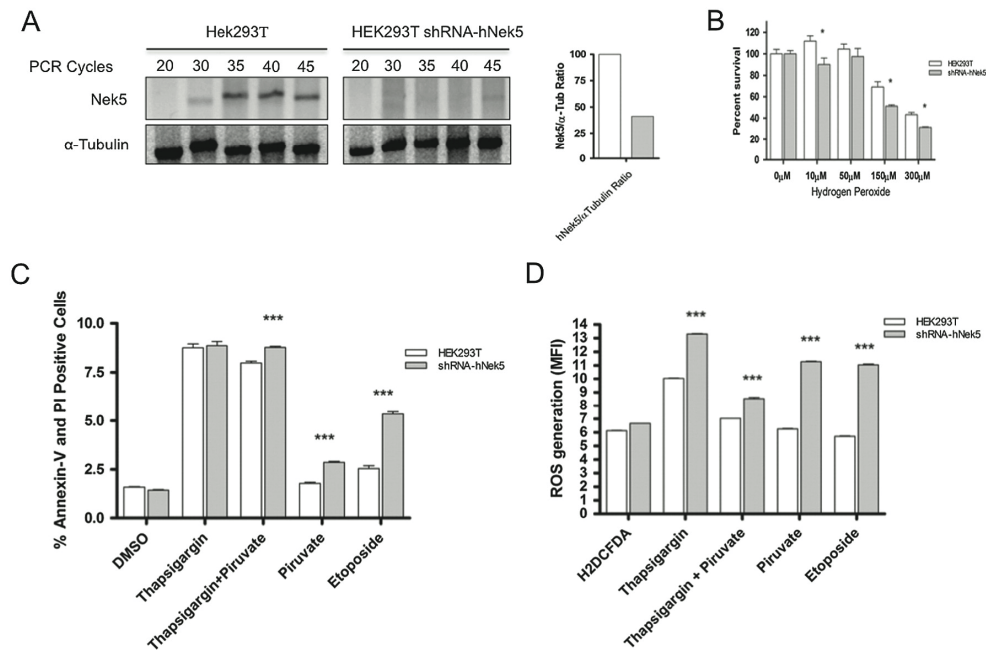 A
Hek293T
HEK293T shRNA-hNek5
PCR Cycles 20 30 35 40 45 20 30 35 40 45
Nek5
α-Tubulin
Nek5/α-Tub Ratio
100
75
50
25
0
hNek5/αTubulin Ratio
B
Percent survival
120
100
80
60
40
20
0
* * *
0µM 10µM 50µM 150µM 300µM
Hydrogen Peroxide
HEK293T
shRNA-hNek5
C
% Annexin-V and PI Positive Cells
10.0
7.5
5.0
2.5
0.0
*** *** ***
DMSO
Thapsigargin
Thapsigargin+Piruvate
Piruvate
Etoposide
HEK293T
shRNA-hNek5
D
ROS generation (MFI)
14
13
12
11
10
9
8
7
6
5
4
3
2
1
0
*** *** *** ***
H2DCFDA
Thapsigargin
Thapsigargin + Piruvate
Piruvate
Etoposide
HEK293T
shRNA-hNek5